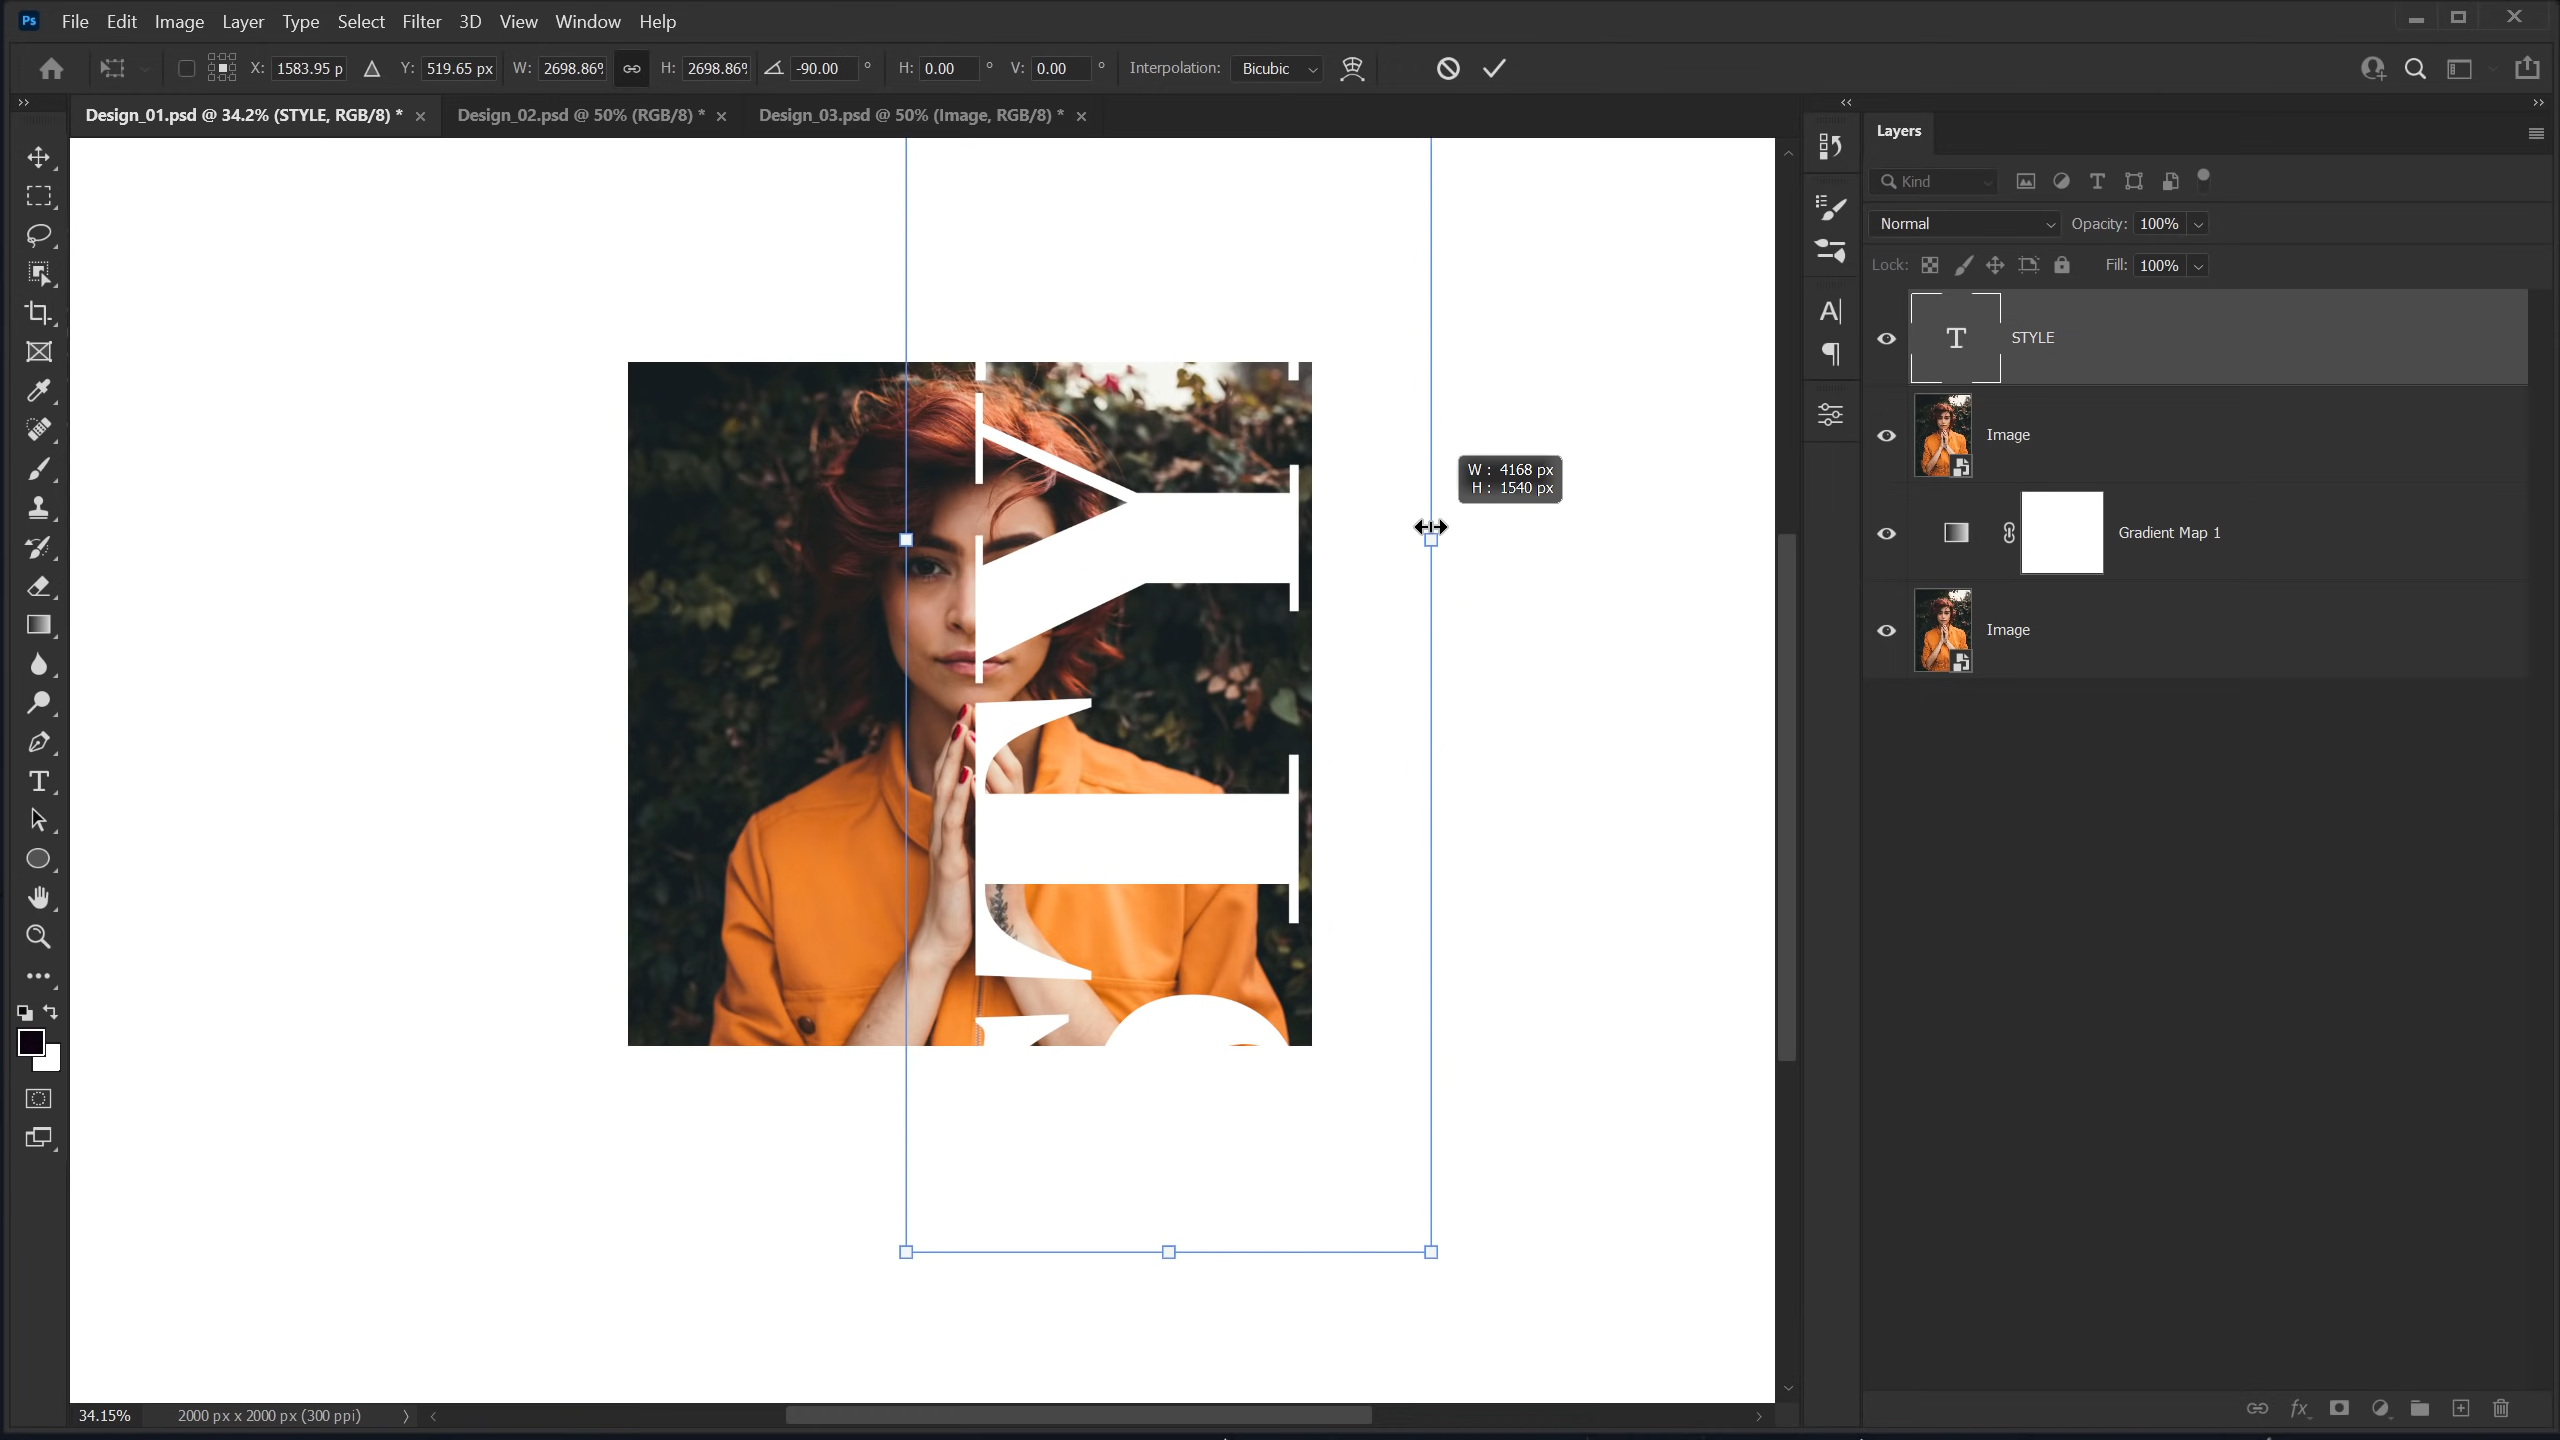 Ps File Edit Image Layer Type Select Filter 3D View Window Help
X: 1583.95 p Y: 519.65 px W: 2698.86% H: 2698.86% -90.00 ° H: 0.00 ° V: 0.00 ° Interpolation: Bicubic
Design_01.psd @ 34.2% (STYLE, RGB/8) * × Design_02.psd @ 50% (RGB/8) * × Design_03.psd @ 50% (Image, RGB/8) * ×
Layers
Kind
Normal Opacity: 100%
Lock: Fill: 100%
T STYLE
Image
Gradient Map 1
Image
W : 4168 px
H : 1540 px
TY
34.15% 2000 px x 2000 px (300 ppi)